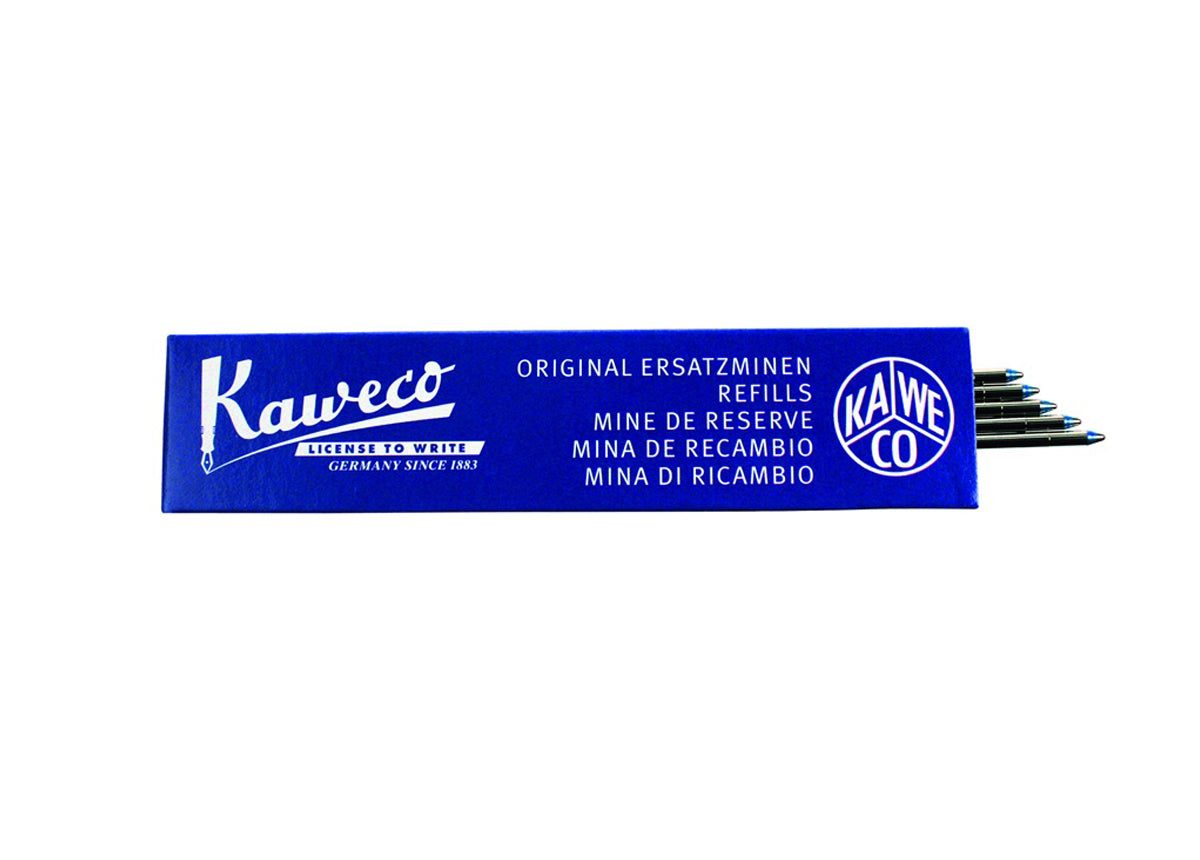 Kaweco
LICENSE TO WRITE
GERMANY SINCE 1883
ORIGINAL ERSATZMINEN
REFILLS
MINE DE RESERVE
MINA DE RECAMBIO
MINA DI RICAMBIO
KA WE
CO